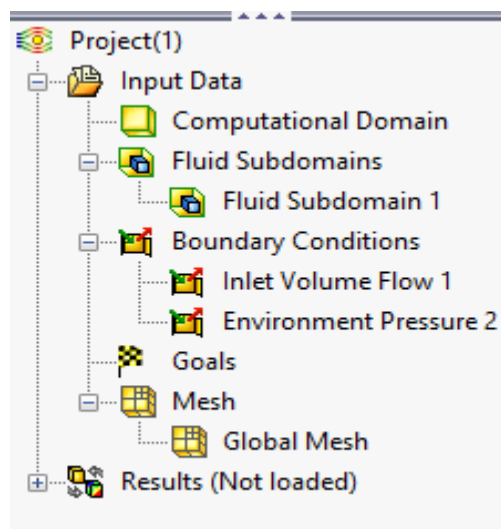 Project(1)
Input Data
Computational Domain
Fluid Subdomains
Fluid Subdomain 1
Boundary Conditions
Inlet Volume Flow 1
Environment Pressure 2
Goals
Mesh
Global Mesh
Results (Not loaded)